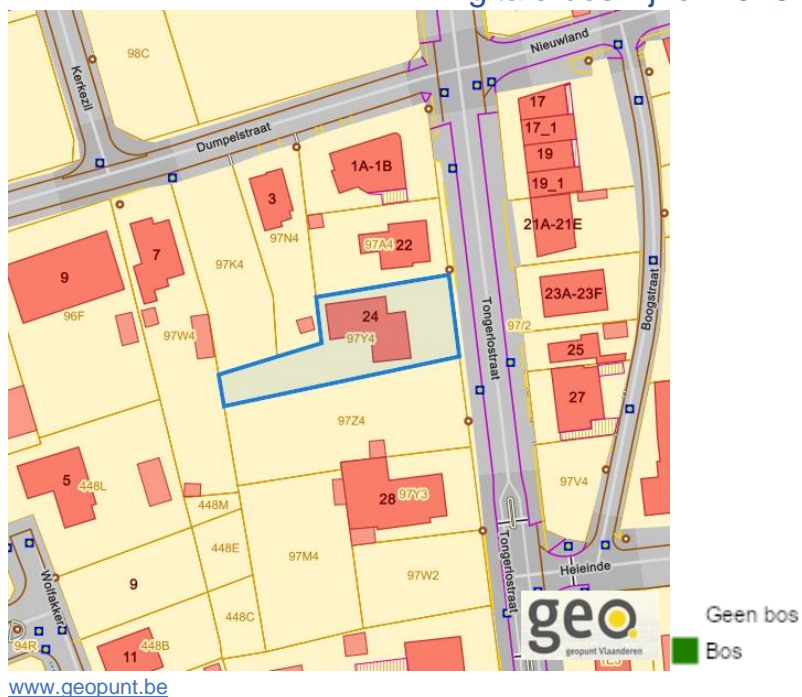 98C
Kerkezil
Nieuwland
Dumpelstraat
17
17_1
19
19_1
1A-1B
3
97N4
97A4 22
21A-21E
7
97K4
9
96F
23A-23F
24
97Y4
97W4
Tongerlostraat
97/2
Boogstraat
25
27
97Z4
5 448L
28 97Y3
97V4
448M
448E
97M4
97W2
Tongerlostraat
Heieinde
Wolfakker
9
448C
94R
11 448B
geo
geopunt Vlaanderen
Geen bos
Bos
www.geopunt.be